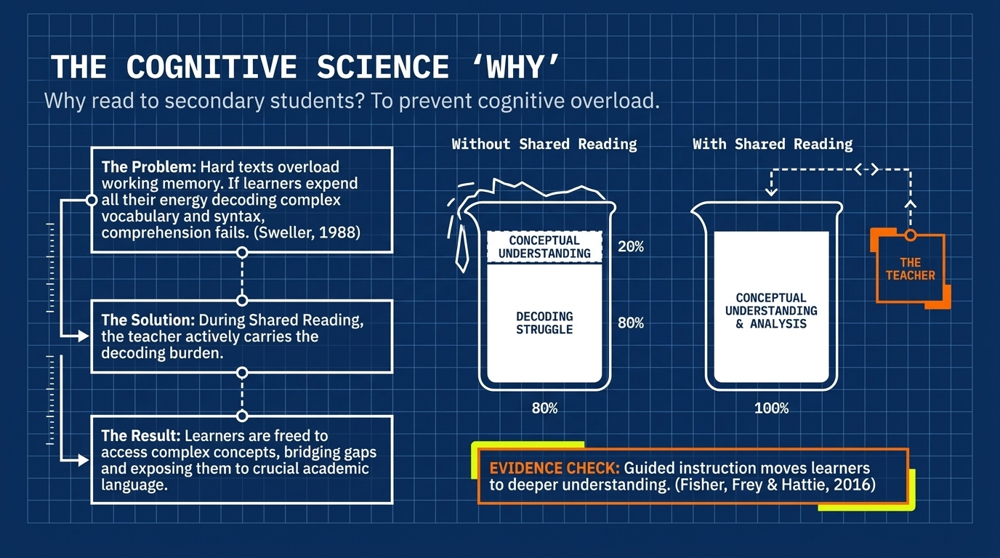 THE COGNITIVE SCIENCE ‘WHY’
Why read to secondary students? To prevent cognitive overload.
The Problem: Hard texts overload
working memory. If learners expend
all their energy decoding complex
vocabulary and syntax,
comprehension fails. (Sweller, 1988)
The Solution: During Shared Reading,
the teacher actively carries the
decoding burden.
The Result: Learners are freed to
access complex concepts, bridging gaps
and exposing them to crucial academic
language.
Without Shared Reading
CONCEPTUAL
UNDERSTANDING
20%
DECODING
STRUGGLE
80%
80%
With Shared Reading
CONCEPTUAL
UNDERSTANDING
& ANALYSIS
100%
THE
TEACHER
EVIDENCE CHECK: Guided instruction moves learners
to deeper understanding. (Fisher, Frey & Hattie, 2016)